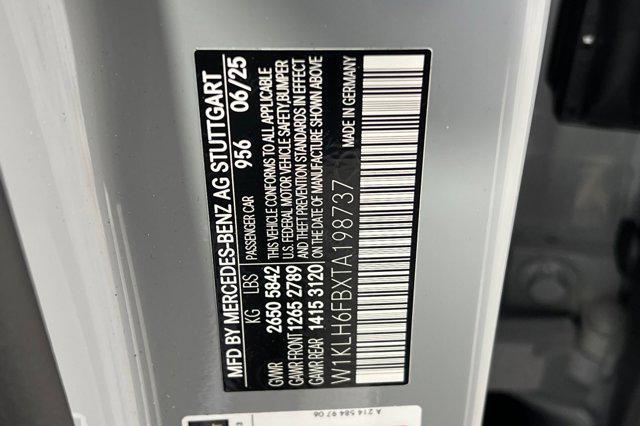 MFD BY MERCEDES-BENZ AG STUTTGART
956 06/25
PASSENGER CAR
KG LBS
GVWR 2650 5842
GAWR FRONT 1265 2789
GAWR REAR 1415 3120
THIS VEHICLE CONFORMS TO ALL APPLICABLE
U.S. FEDERAL MOTOR VEHICLE SAFETY,BUMPER
AND THEFT PREVENTION STANDARDS IN EFFECT
ON THE DATE OF MANUFACTURE SHOWN ABOVE
W1KLH6FBXTA198737
MADE IN GERMANY
A 214 584 97 06